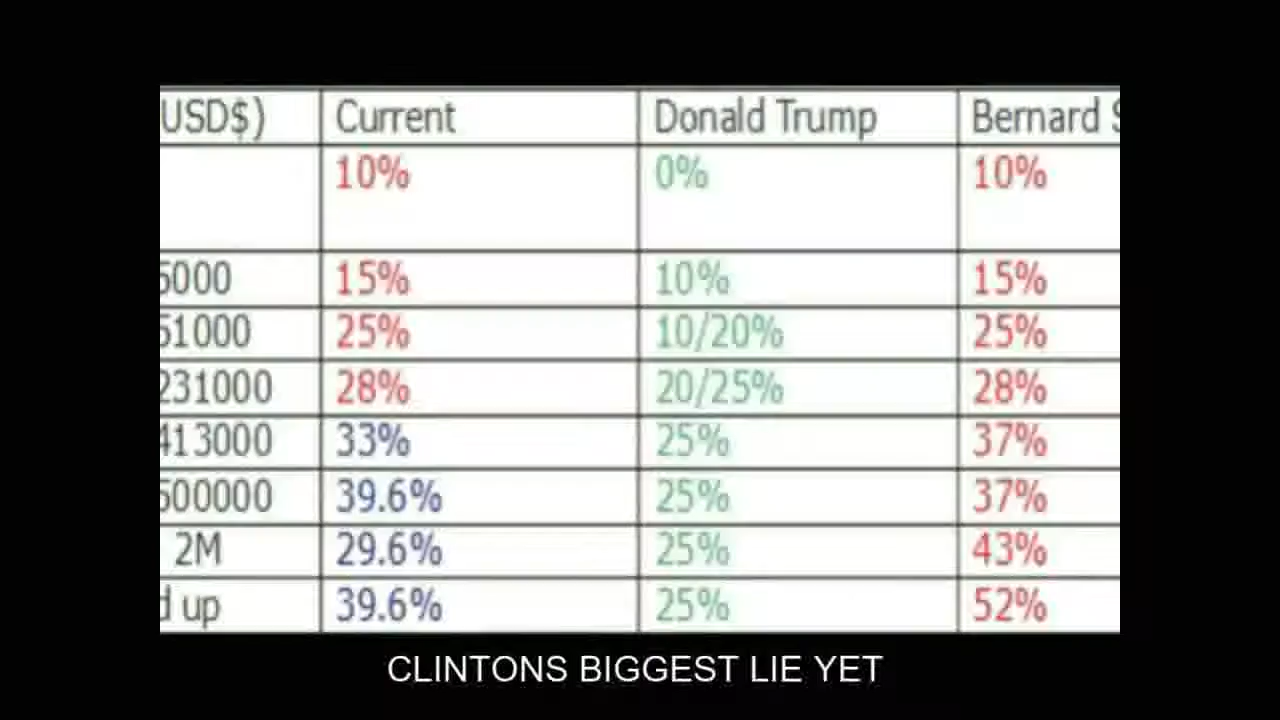 USD$) Current Donald Trump Bernard
10% 0% 10%
5000 15% 10% 15%
51000 25% 10/20% 25%
231000 28% 20/25% 28%
413000 33% 25% 37%
500000 39.6% 25% 37%
2M 29.6% 25% 43%
d up 39.6% 25% 52%
CLINTONS BIGGEST LIE YET